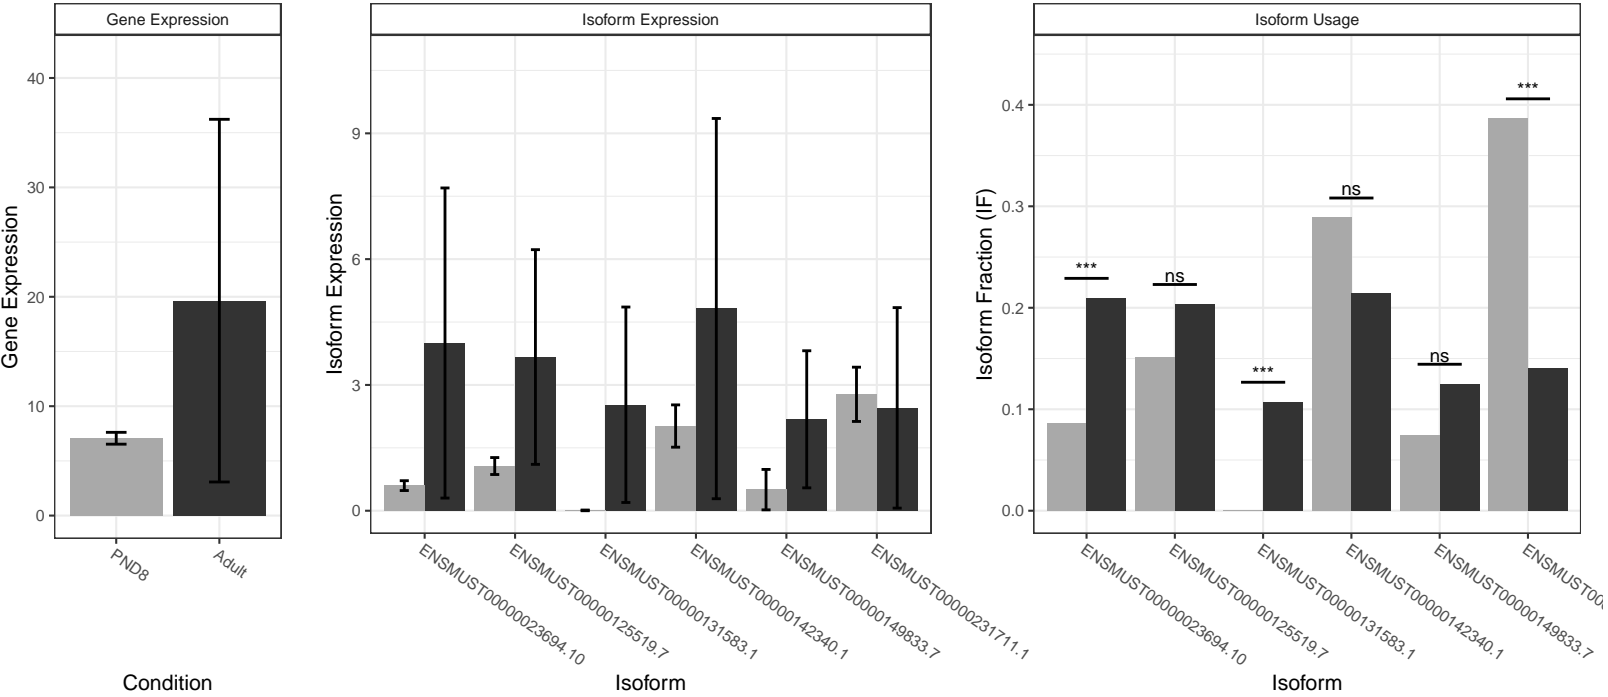 Gene Expression
Isoform Expression
Isoform Usage
Gene Expression
40
30
20
10
0
PND8
Adult
Condition
Isoform Expression
9
6
3
0
ENSMUST00000023694.10
ENSMUST00000125519.7
ENSMUST00000131583.1
ENSMUST00000142340.1
ENSMUST00000149833.7
ENSMUST00000231711.1
Isoform
Isoform Fraction (IF)
0.4
0.3
0.2
0.1
0.0
***
ns
***
ns
ns
***
ENSMUST00000023694.10
ENSMUST00000125519.7
ENSMUST00000131583.1
ENSMUST00000142340.1
ENSMUST00000149833.7
Isoform